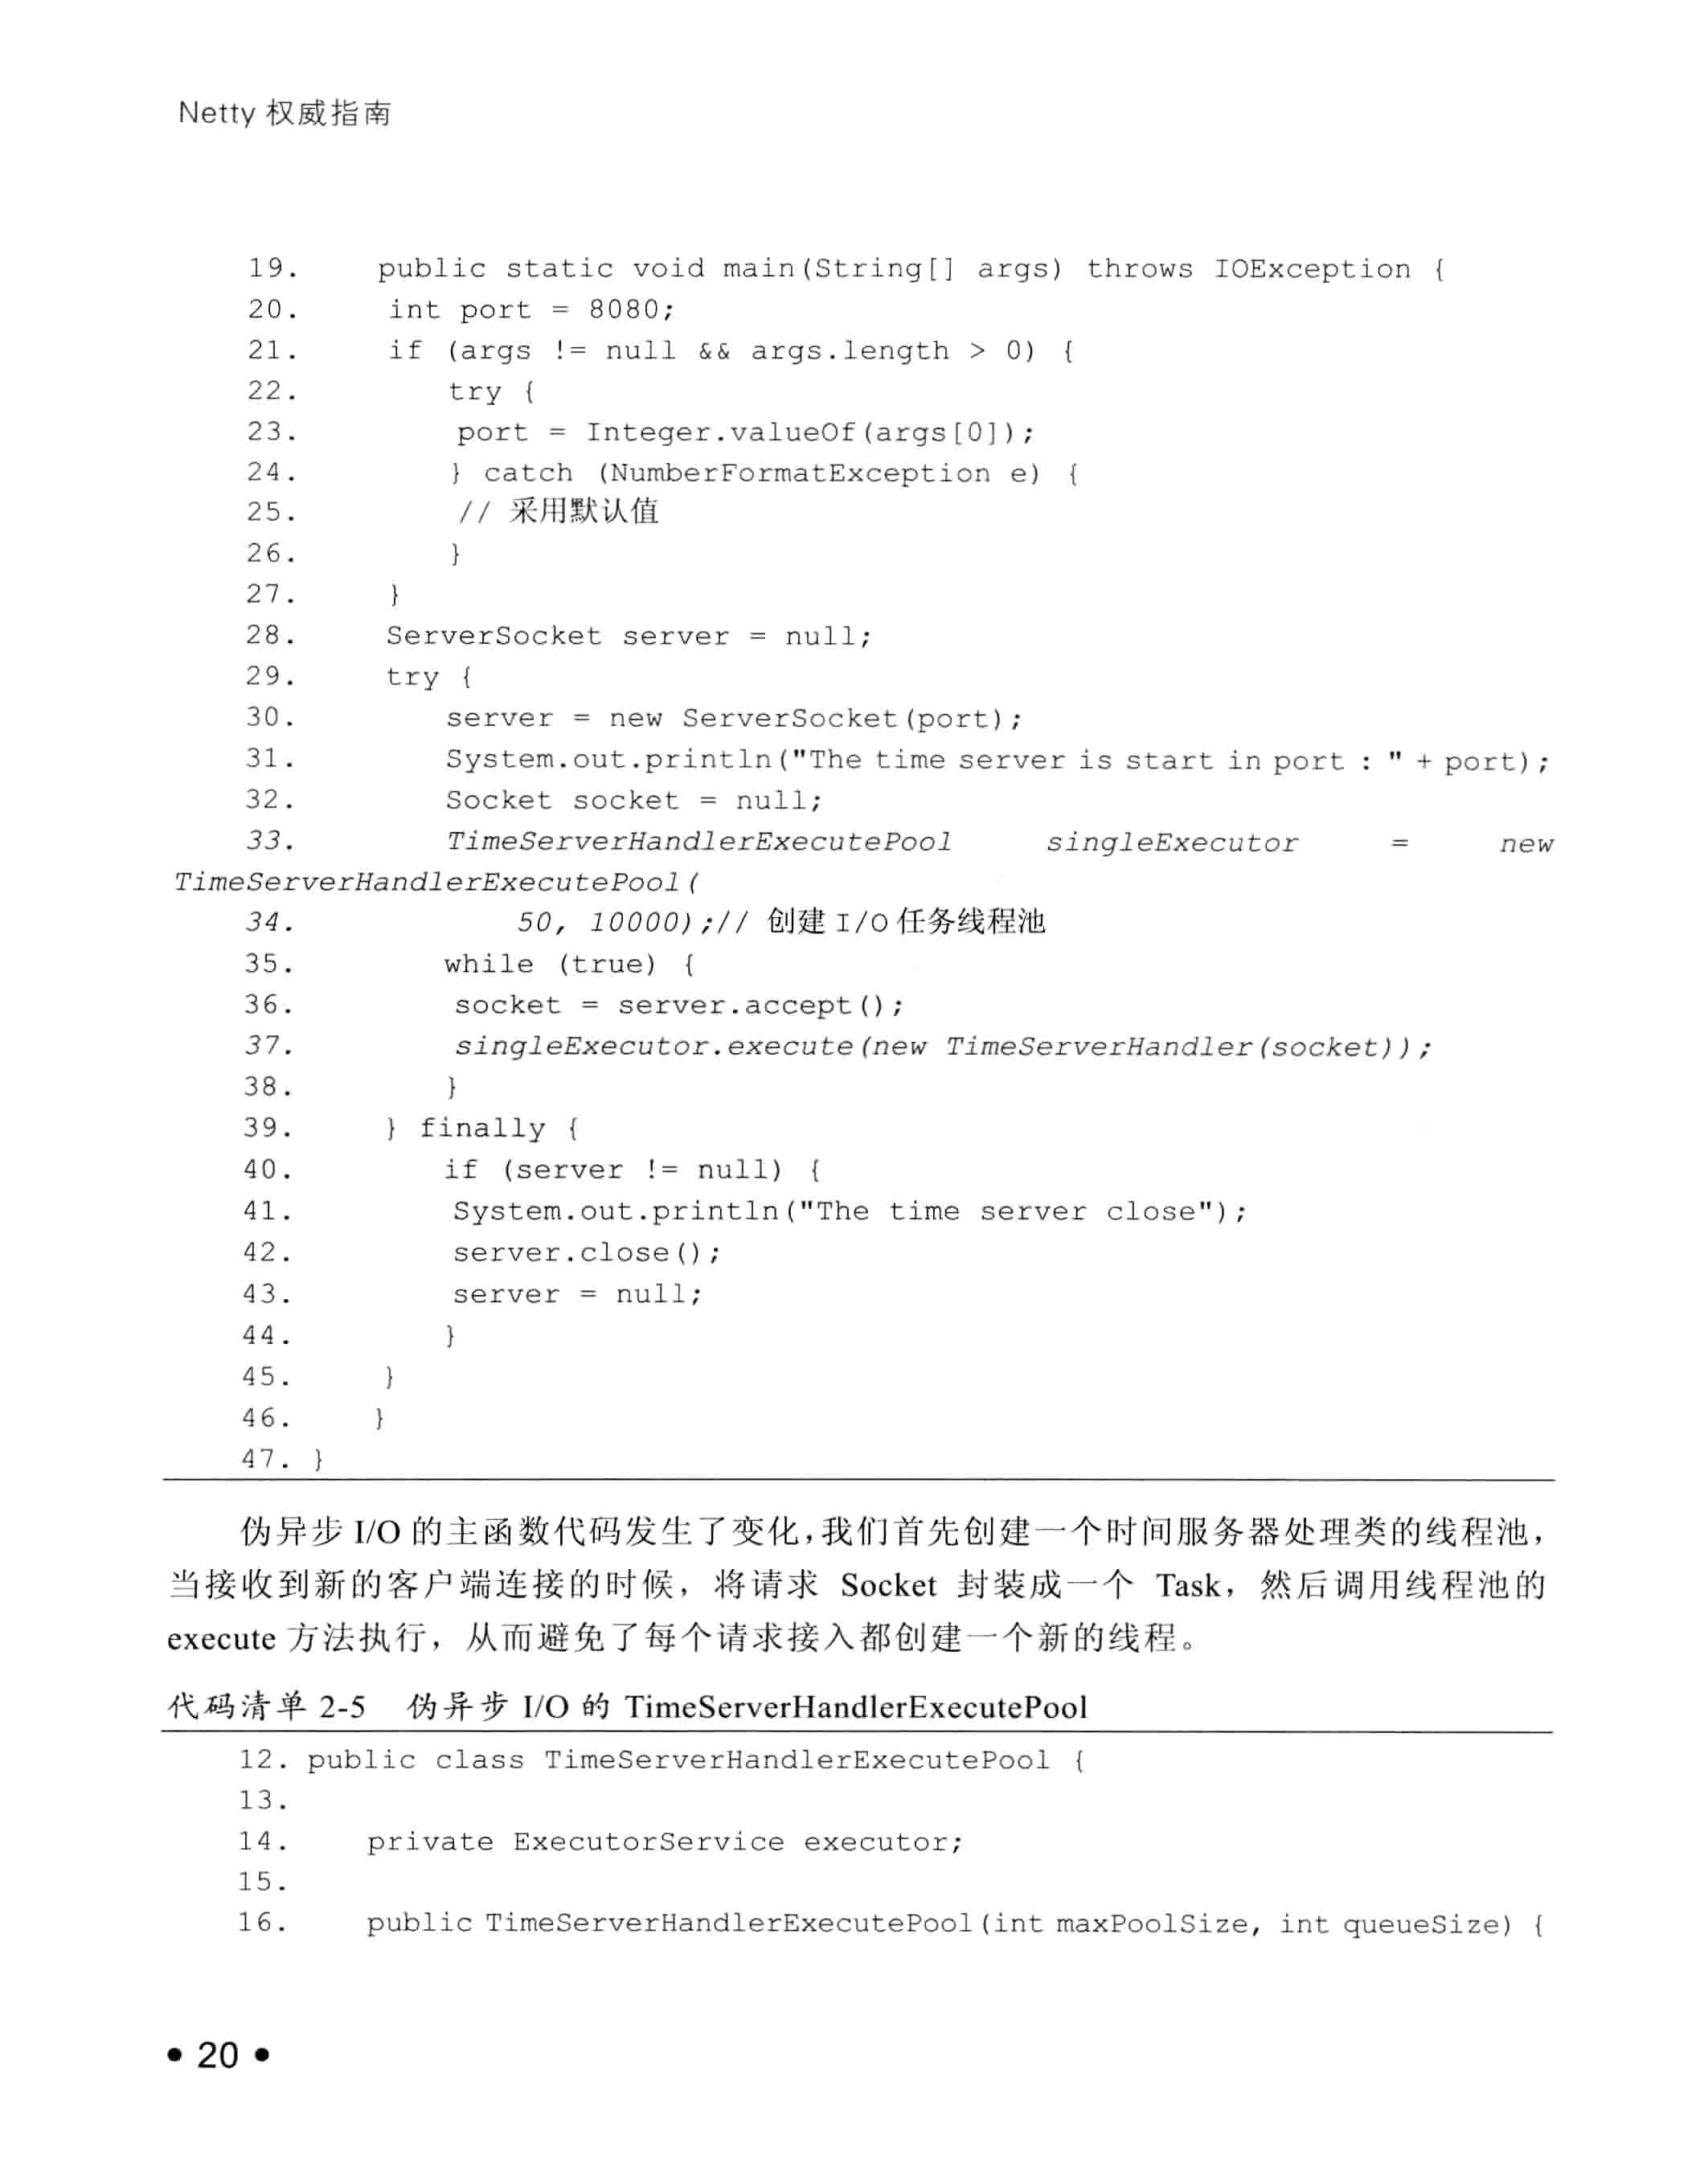 Netty 权威指南
19. public static void main(String[] args) throws IOException {
20. int port = 8080;
21. if (args != null && args.length > 0) {
22. try {
23. port = Integer.valueOf(args[0]);
24. } catch (NumberFormatException e) {
25. // 采用默认值
26. }
27. }
28. ServerSocket server = null;
29. try {
30. server = new ServerSocket(port);
31. System.out.println("The time server is start in port : " + port);
32. Socket socket = null;
33. TimeServerHandlerExecutePool singleExecutor = new
TimeServerHandlerExecutePool(
34. 50, 10000);// 创建 I/O 任务线程池
35. while (true) {
36. socket = server.accept();
37. singleExecutor.execute(new TimeServerHandler(socket));
38. }
39. } finally {
40. if (server != null) {
41. System.out.println("The time server close");
42. server.close();
43. server = null;
44. }
45. }
46. }
47. }
伪异步 I/O 的主函数代码发生了变化,我们首先创建一个时间服务器处理类的线程池,
当接收到新的客户端连接的时候，将请求 Socket 封装成一个 Task，然后调用线程池的
execute 方法执行，从而避免了每个请求接入都创建一个新的线程。
代码清单 2-5 伪异步 I/O 的 TimeServerHandlerExecutePool
12. public class TimeServerHandlerExecutePool {
13.
14. private ExecutorService executor;
15.
16. public TimeServerHandlerExecutePool(int maxPoolSize, int queueSize) {
• 20 •